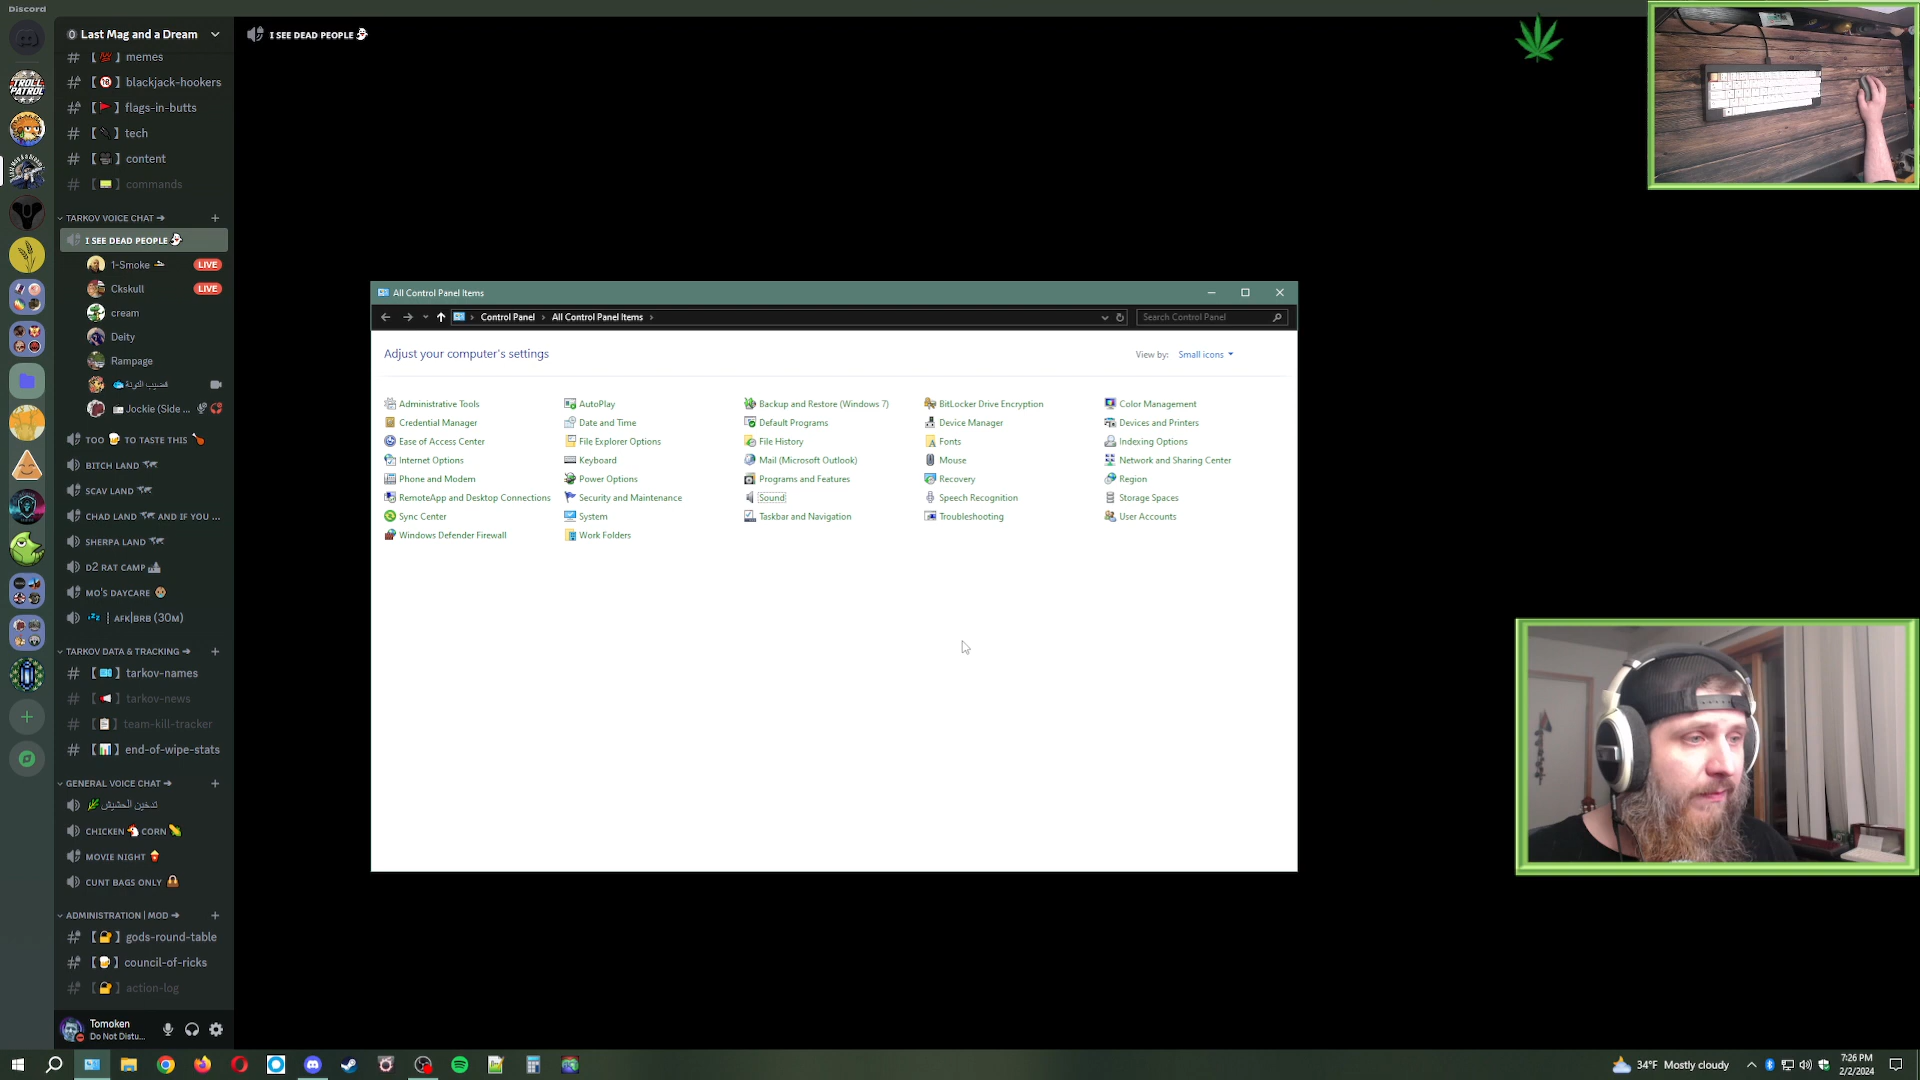 Discord
Last Mag and a Dream
I SEE DEAD PEOPLE
memes
blackjack-hookers
flags-in-butts
tech
content
commands
TARKOV VOICE CHAT
I SEE DEAD PEOPLE
1-Smoke LIVE
Ckskull LIVE
cream
Deity
Rampage
قضيب التونة
Jockie (Side ...
TOO TO TASTE THIS
BITCH LAND
SCAV LAND
CHAD LAND AND IF YOU ...
SHERPA LAND
D2 RAT CAMP
MO'S DAYCARE
AFK|BRB (30M)
TARKOV DATA & TRACKING
tarkov-names
tarkov-news
team-kill-tracker
end-of-wipe-stats
GENERAL VOICE CHAT
تدخين الحشيش
CHICKEN CORN
MOVIE NIGHT
CUNT BAGS ONLY
ADMINISTRATION | MOD
gods-round-table
council-of-ricks
action-log
Tomoken
Do Not Distu...
All Control Panel Items
Control Panel > All Control Panel Items >
Search Control Panel
Adjust your computer's settings
View by: Small icons
Administrative Tools
AutoPlay
Backup and Restore (Windows 7)
BitLocker Drive Encryption
Color Management
Credential Manager
Date and Time
Default Programs
Device Manager
Devices and Printers
Ease of Access Center
File Explorer Options
File History
Fonts
Indexing Options
Internet Options
Keyboard
Mail (Microsoft Outlook)
Mouse
Network and Sharing Center
Phone and Modem
Power Options
Programs and Features
Recovery
Region
RemoteApp and Desktop Connections
Security and Maintenance
Sound
Speech Recognition
Storage Spaces
Sync Center
System
Taskbar and Navigation
Troubleshooting
User Accounts
Windows Defender Firewall
Work Folders
TROLL PATROL
34°F Mostly cloudy
7:26 PM
2/2/2024